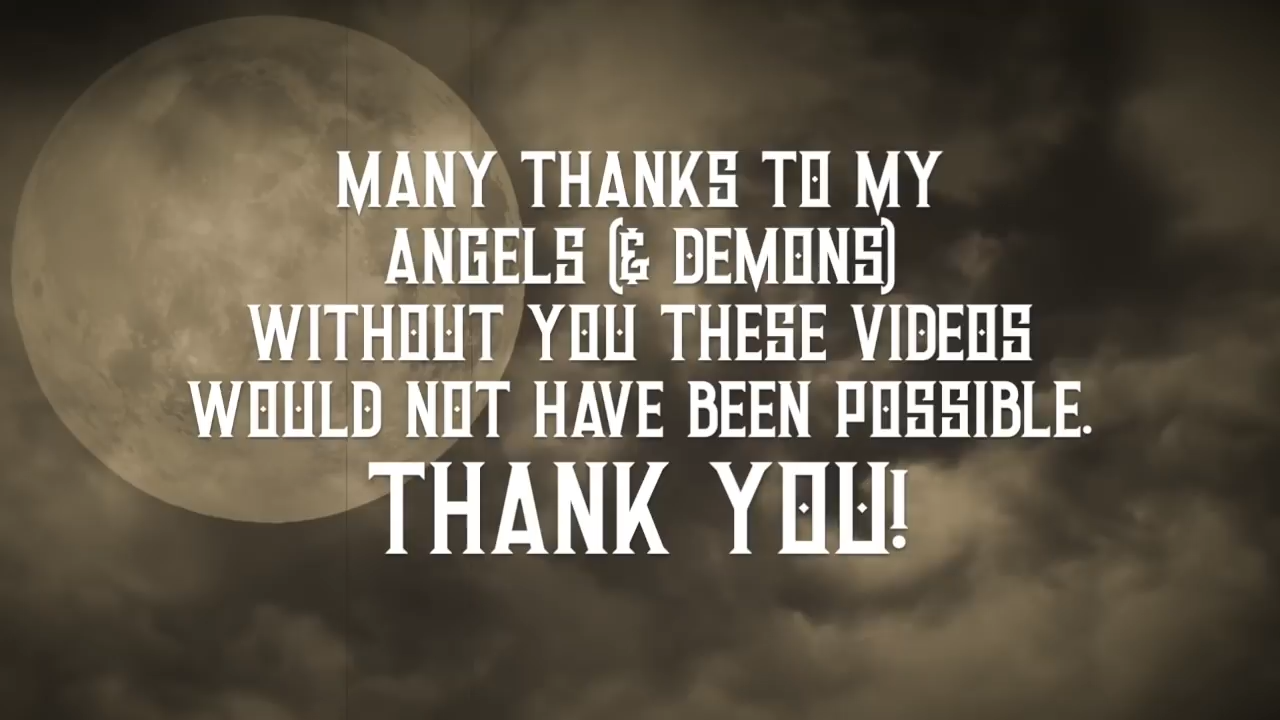 MANY THANKS TO MY
ANGELS (& DEMONS)
WITHOUT YOU THESE VIDEOS
WOULD NOT HAVE BEEN POSSIBLE.
THANK YOU!